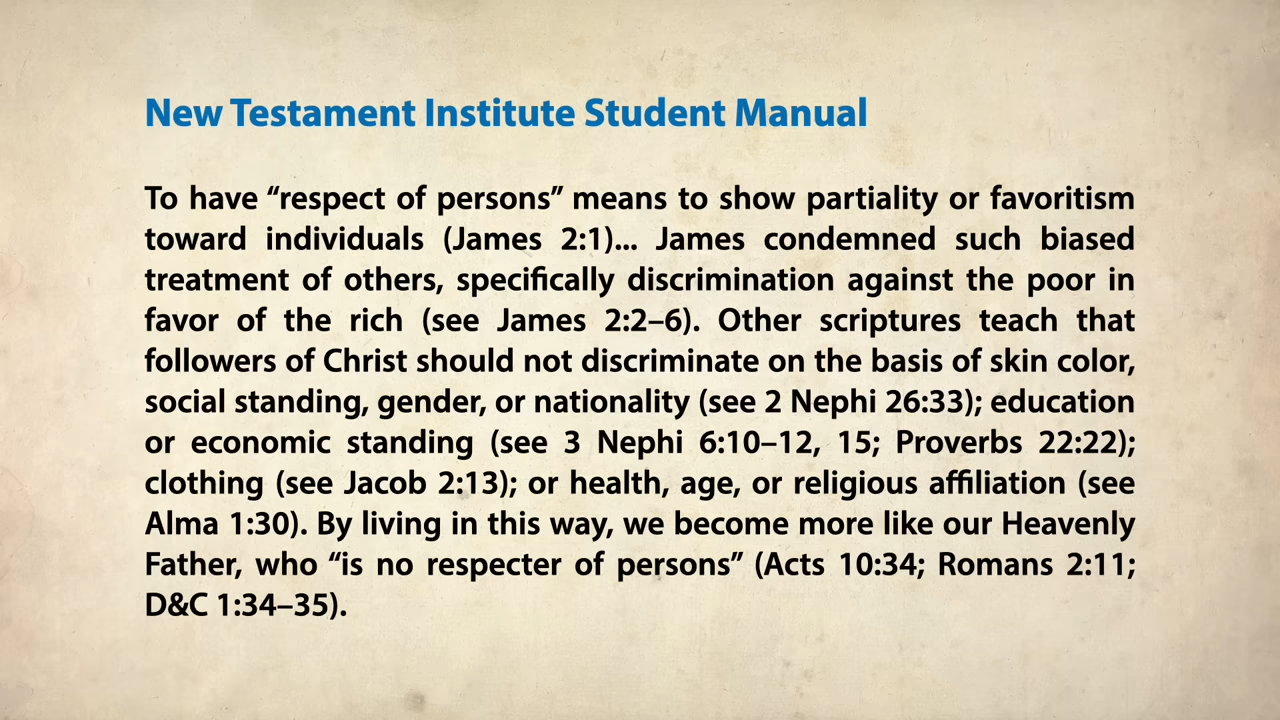 New Testament Institute Student Manual
To have “respect of persons” means to show partiality or favoritism
toward individuals (James 2:1)... James condemned such biased
treatment of others, specifically discrimination against the poor in
favor of the rich (see James 2:2–6). Other scriptures teach that
followers of Christ should not discriminate on the basis of skin color,
social standing, gender, or nationality (see 2 Nephi 26:33); education
or economic standing (see 3 Nephi 6:10–12, 15; Proverbs 22:22);
clothing (see Jacob 2:13); or health, age, or religious affiliation (see
Alma 1:30). By living in this way, we become more like our Heavenly
Father, who “is no respecter of persons” (Acts 10:34; Romans 2:11;
D&C 1:34–35).